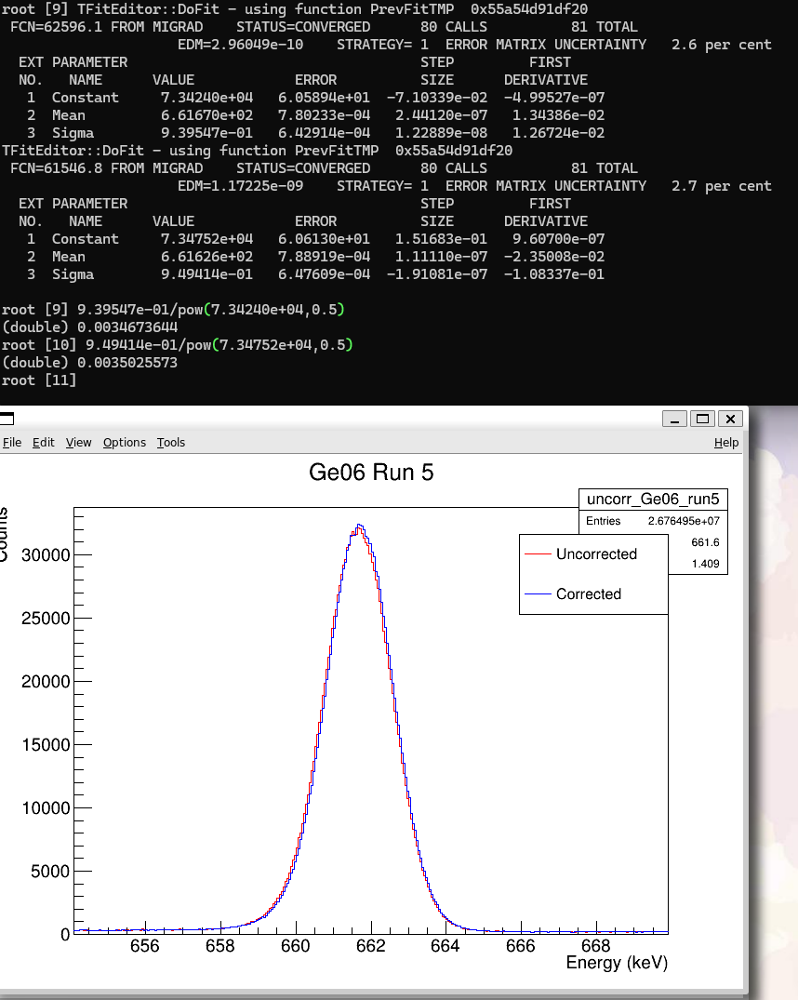 root [9] TFitEditor::DoFit - using function PrevFitTMP  0x55a54d91df20
 FCN=62596.1 FROM MIGRAD    STATUS=CONVERGED      80 CALLS          81 TOTAL
                     EDM=2.96049e-10    STRATEGY= 1  ERROR MATRIX UNCERTAINTY   2.6 per cent
  EXT PARAMETER                                   STEP         FIRST
  NO.   NAME      VALUE            ERROR          SIZE      DERIVATIVE
   1  Constant     7.34240e+04   6.05894e+01  -7.10339e-02  -4.99527e-07
   2  Mean         6.61670e+02   7.80233e-04   2.44120e-07   1.34386e-02
   3  Sigma        9.39547e-01   6.42914e-04   1.22889e-08   1.26724e-02
TFitEditor::DoFit - using function PrevFitTMP  0x55a54d91df20
 FCN=61546.8 FROM MIGRAD    STATUS=CONVERGED      80 CALLS          81 TOTAL
                     EDM=1.17225e-09    STRATEGY= 1  ERROR MATRIX UNCERTAINTY   2.7 per cent
  EXT PARAMETER                                   STEP         FIRST
  NO.   NAME      VALUE            ERROR          SIZE      DERIVATIVE
   1  Constant     7.34752e+04   6.06130e+01   1.51683e-01   9.60700e-07
   2  Mean         6.61626e+02   7.88919e-04   1.11110e-07  -2.35008e-02
   3  Sigma        9.49414e-01   6.47609e-04  -1.91081e-07  -1.08337e-01
root [9] 9.39547e-01/pow(7.34240e+04,0.5)
(double) 0.0034673644
root [10] 9.49414e-01/pow(7.34752e+04,0.5)
(double) 0.0035025573
root [11]
File Edit View Options Tools Help
Ge06 Run 5
uncorr_Ge06_run5
Entries 2.676495e+07
661.6
1.409
Uncorrected
Corrected
Counts
30000
25000
20000
15000
10000
5000
0
656 658 660 662 664 666 668
Energy (keV)